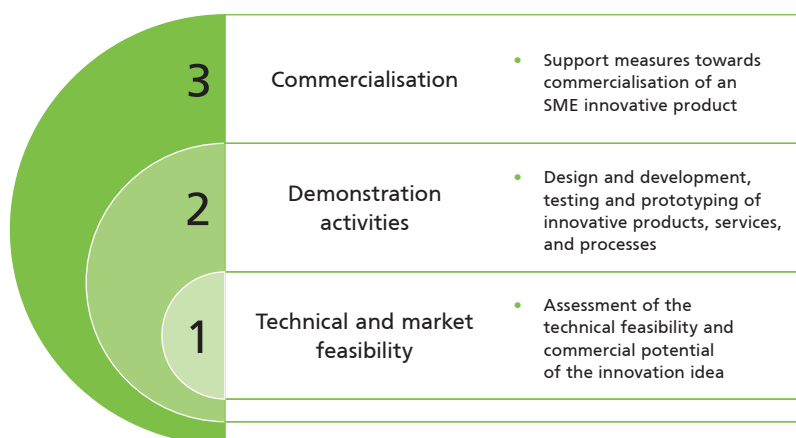 3
Commercialisation
• Support measures towards
commercialisation of an
SME innovative product
2
Demonstration
activities
• Design and development,
testing and prototyping of
innovative products, services,
and processes
1
Technical and market
feasibility
• Assessment of the
technical feasibility and
commercial potential
of the innovation idea